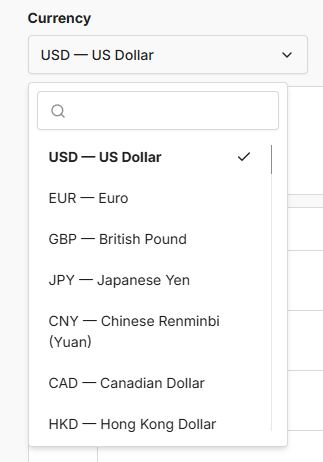 Currency
USD — US Dollar
USD — US Dollar
EUR — Euro
GBP — British Pound
JPY — Japanese Yen
CNY — Chinese Renminbi
(Yuan)
CAD — Canadian Dollar
HKD — Hong Kong Dollar